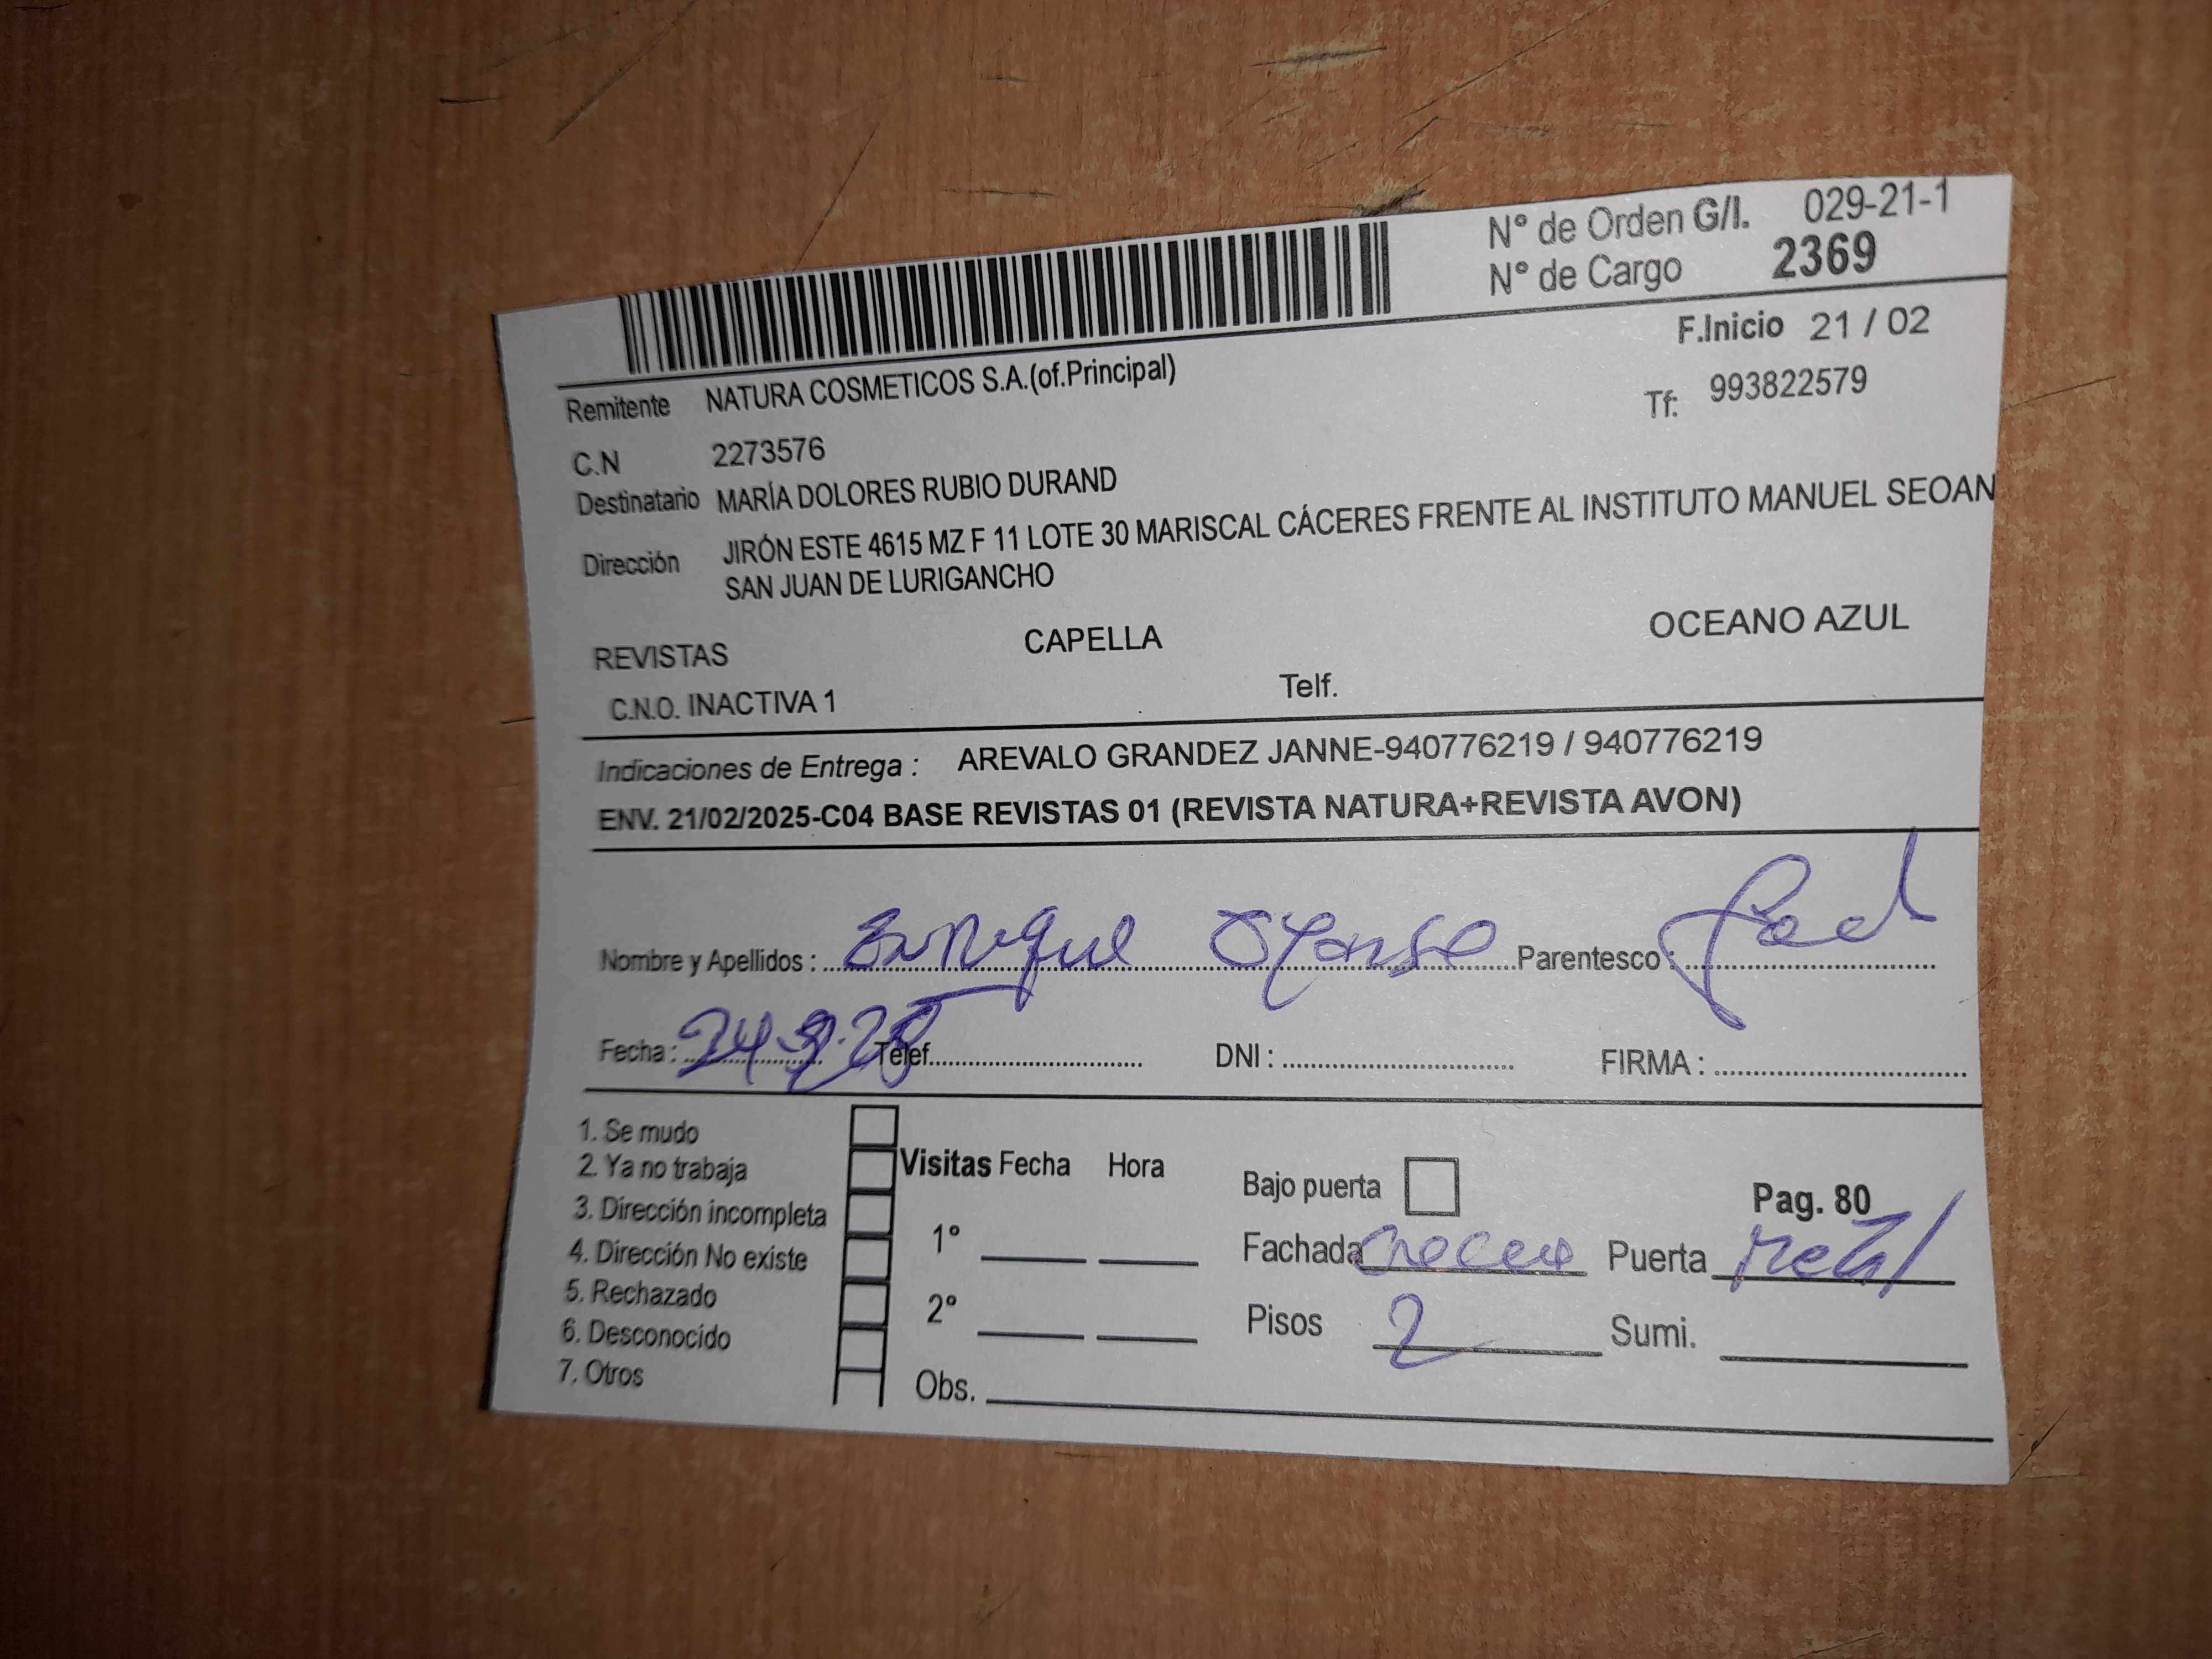 N° de Orden G/I. 029-21-1
N° de Cargo 2369
F.Inicio 21 / 02
Remitente NATURA COSMETICOS S.A.(of.Principal) Tf: 993822579
C.N 2273576
Destinatario MARÍA DOLORES RUBIO DURAND
Dirección JIRÓN ESTE 4615 MZ F 11 LOTE 30 MARISCAL CÁCERES FRENTE AL INSTITUTO MANUEL SEOAN
SAN JUAN DE LURIGANCHO
REVISTAS CAPELLA OCEANO AZUL
C.N.O. INACTIVA 1 Telf.
Indicaciones de Entrega : AREVALO GRANDEZ JANNE-940776219 / 940776219
ENV. 21/02/2025-C04 BASE REVISTAS 01 (REVISTA NATURA+REVISTA AVON)
Nombre y Apellidos : Enrique Parentesco :
Fecha : Telef. DNI : FIRMA :
1. Se mudo
2. Ya no trabaja
3. Dirección incompleta
4. Dirección No existe
5. Rechazado
6. Desconocido
7. Otros
Visitas Fecha Hora
1°
2°
Obs.
Bajo puerta Pag. 80
Fachada Puerta Metal
Pisos 2 Sumi.